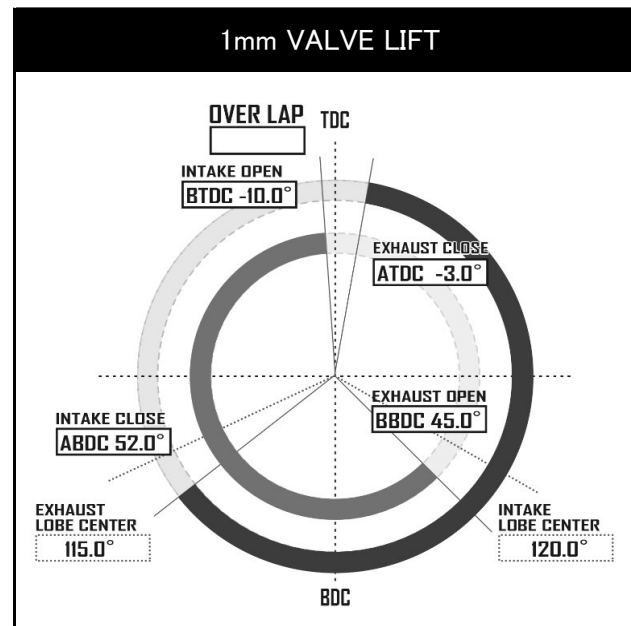 1mm VALVE LIFT
OVER LAP
TDC
INTAKE OPEN
BTDC -10.0°
EXHAUST CLOSE
ATDC -3.0°
EXHAUST OPEN
BBDC 45.0°
INTAKE CLOSE
ABDC 52.0°
EXHAUST
LOBE CENTER
115.0°
INTAKE
LOBE CENTER
120.0°
BDC